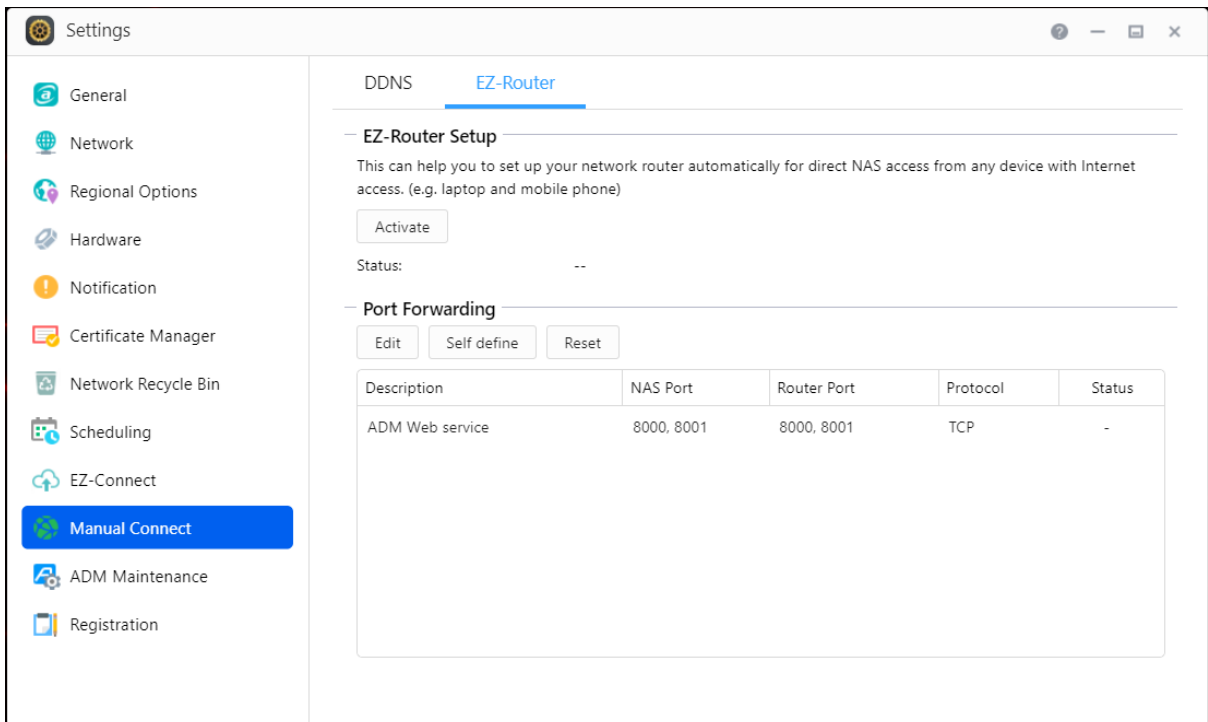 Settings
General
Network
Regional Options
Hardware
Notification
Certificate Manager
Network Recycle Bin
Scheduling
EZ-Connect
Manual Connect
ADM Maintenance
Registration
DDNS EZ-Router
EZ-Router Setup
This can help you to set up your network router automatically for direct NAS access from any device with Internet
access. (e.g. laptop and mobile phone)
Activate
Status: --
Port Forwarding
Edit Self define Reset
Description NAS Port Router Port Protocol Status
ADM Web service 8000, 8001 8000, 8001 TCP -